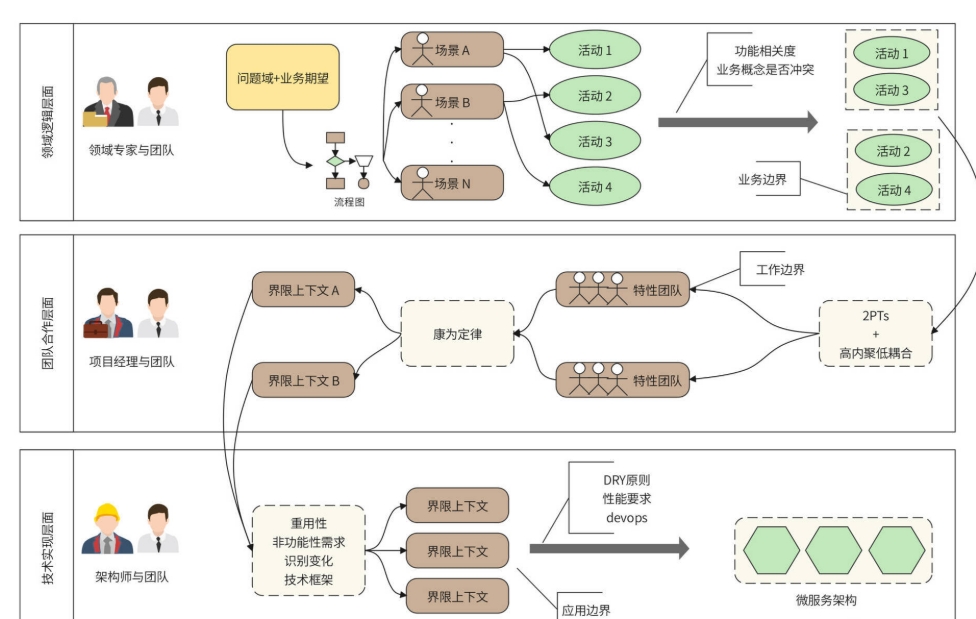 领域逻辑层面
领域专家与团队
问题域+业务期望
流程图
场景 A
场景 B
.
.
.
场景 N
活动 1
活动 2
活动 3
活动 4
功能相关度
业务概念是否冲突
业务边界
活动 1
活动 3
活动 2
活动 4
团队合作层面
项目经理与团队
界限上下文 A
界限上下文 B
康为定律
特性团队
特性团队
工作边界
2PTs
+
高内聚低耦合
技术实现层面
架构师与团队
重用性
非功能性需求
识别变化
技术框架
界限上下文
界限上下文
界限上下文
DRY原则
性能要求
devops
应用边界
微服务架构